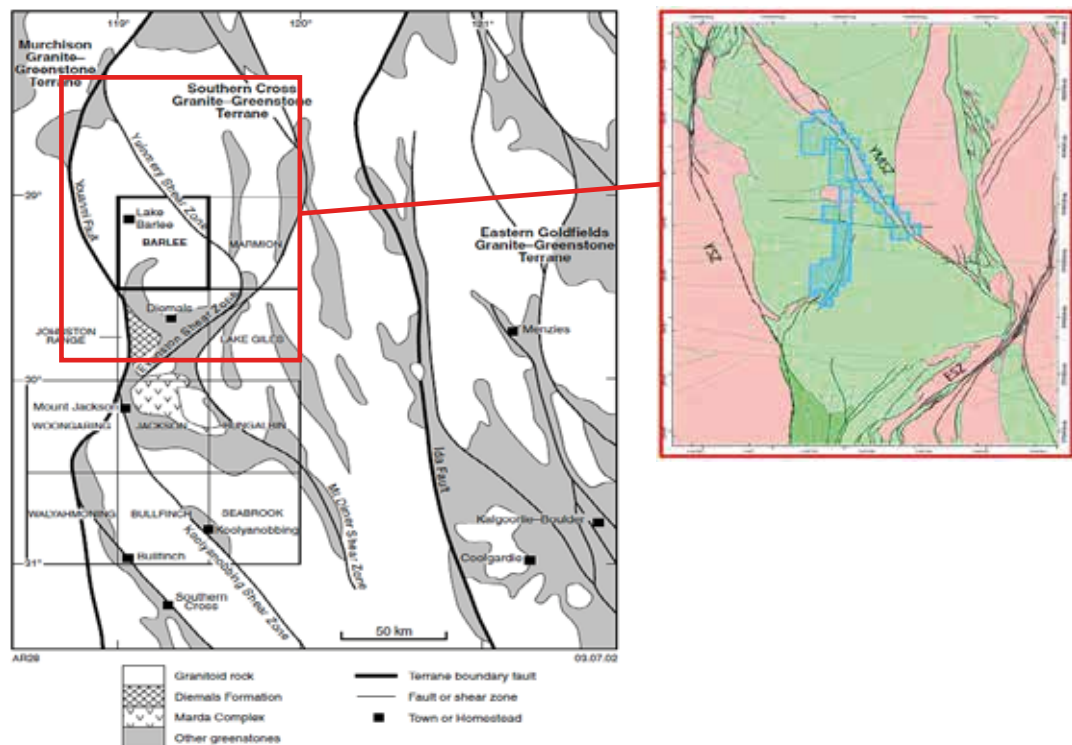 119°
120°
121°
Murchison
Granite–
Greenstone
Terrane
Southern Cross
Granite–Greenstone
Terrane
Yuinmery Shear Zone
Youanmi Fault
29°
Lake
Barlee
BARLEE
MARMION
Eastern Goldfields
Granite–Greenstone
Terrane
Diemals
JOHNSTON
RANGE
Evanston Shear Zone
LAKE GILES
Menzies
30°
Mount Jackson
WOONGARING
JACKSON
BUNGALBIN
Ida Fault
Mt Dimer Shear Zone
WALYAHMONING
BULLFINCH
SEABROOK
Koolyanobbing
Koolyanobbing Shear Zone
Kalgoorlie–Boulder
Bullfinch
Coolgardie
31°
Southern
Cross
50 km
AR28
03.07.02
Granitoid rock
Diemals Formation
Marda Complex
Other greenstones
Terrane boundary fault
Fault or shear zone
Town or Homestead
YMSZ
YSZ
ESZ